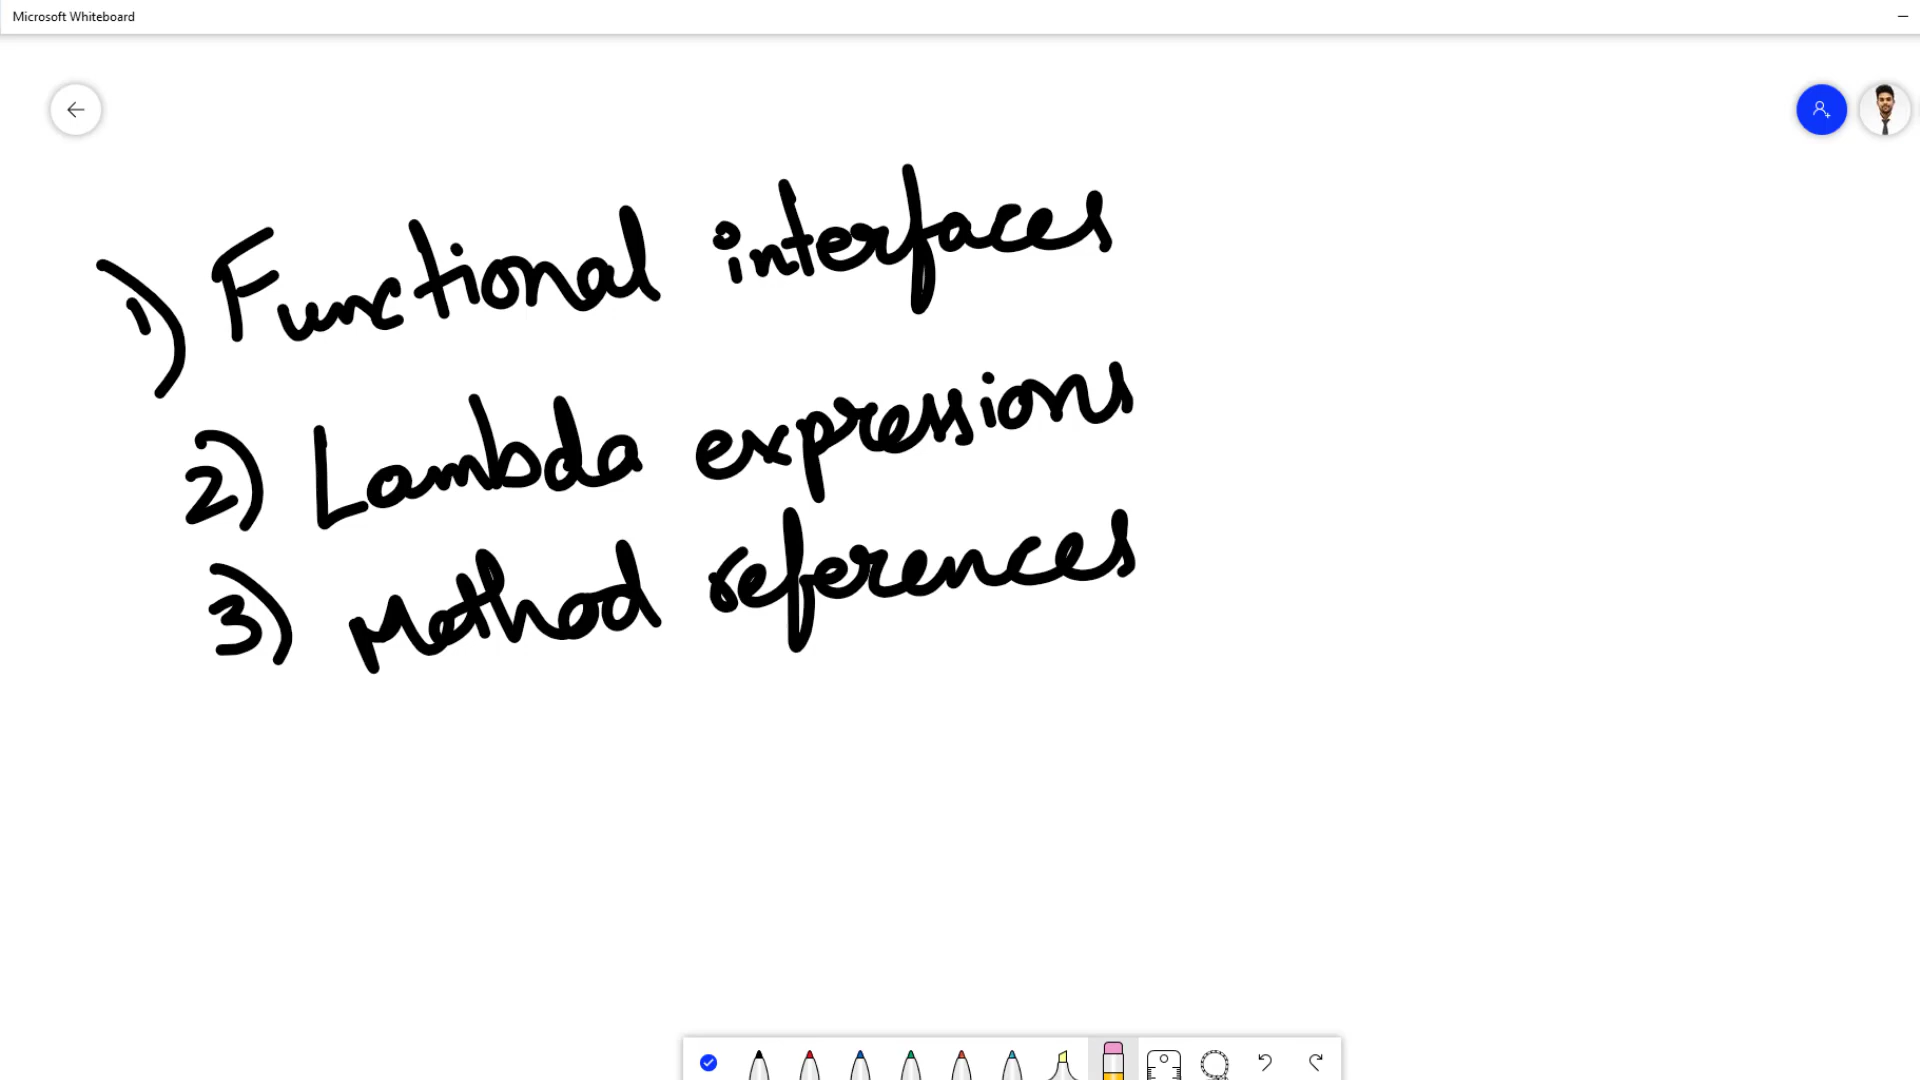 Microsoft Whiteboard
1) Functional interfaces
2) Lambda expressions
3) Method references